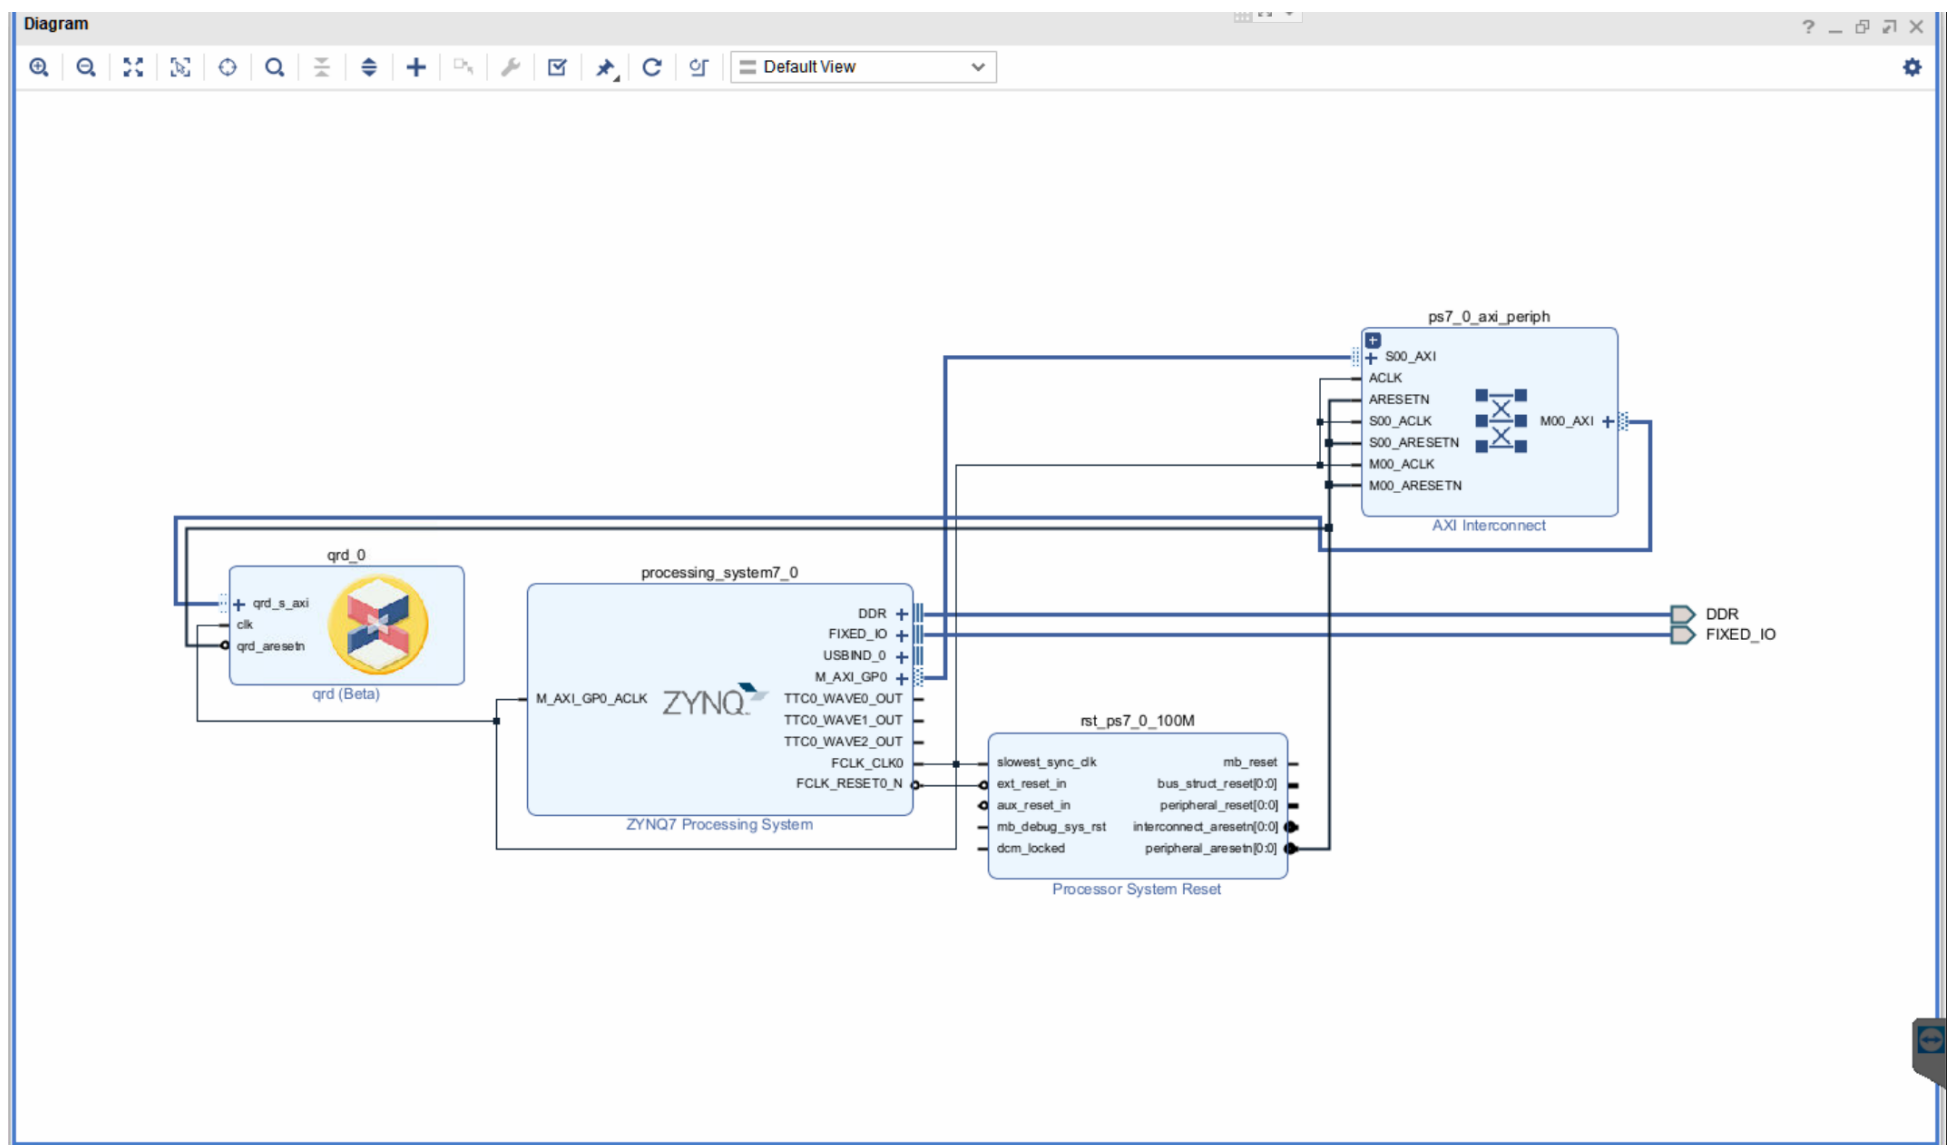 Diagram
Default View
ps7_0_axi_periph
S00_AXI
ACLK
ARESETN
S00_ACLK
S00_ARESETN
M00_ACLK
M00_ARESETN
M00_AXI
AXI Interconnect
qrd_0
qrd_s_axi
clk
qrd_aresetn
qrd (Beta)
processing_system7_0
M_AXI_GP0_ACLK
ZYNQ
DDR
FIXED_IO
USBIND_0
M_AXI_GP0
TTC0_WAVE0_OUT
TTC0_WAVE1_OUT
TTC0_WAVE2_OUT
FCLK_CLK0
FCLK_RESET0_N
ZYNQ7 Processing System
DDR
FIXED_IO
rst_ps7_0_100M
slowest_sync_clk
ext_reset_in
aux_reset_in
mb_debug_sys_rst
dcm_locked
mb_reset
bus_struct_reset[0:0]
peripheral_reset[0:0]
interconnect_aresetn[0:0]
peripheral_aresetn[0:0]
Processor System Reset